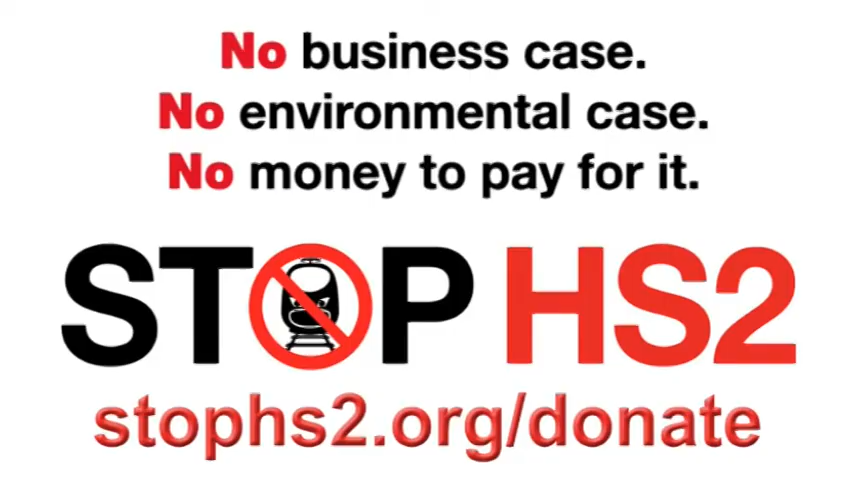 No business case.
No environmental case.
No money to pay for it.
STOP HS2
stophs2.org/donate